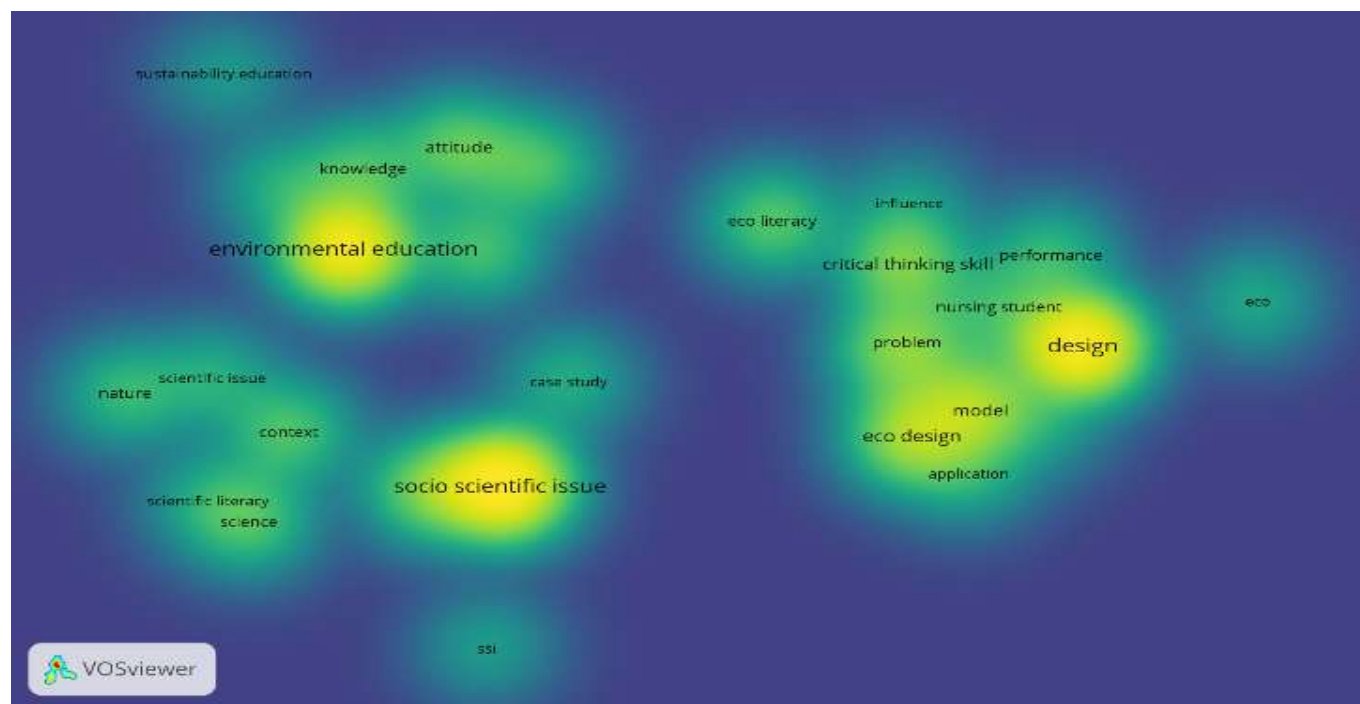 sustainability education
attitude
knowledge
environmental education
influence
eco literacy
critical thinking skill
performance
eco
nursing student
problem
design
scientific issue
nature
case study
context
model
eco design
application
socio scientific issue
scientific literacy
science
ssi
VOSviewer